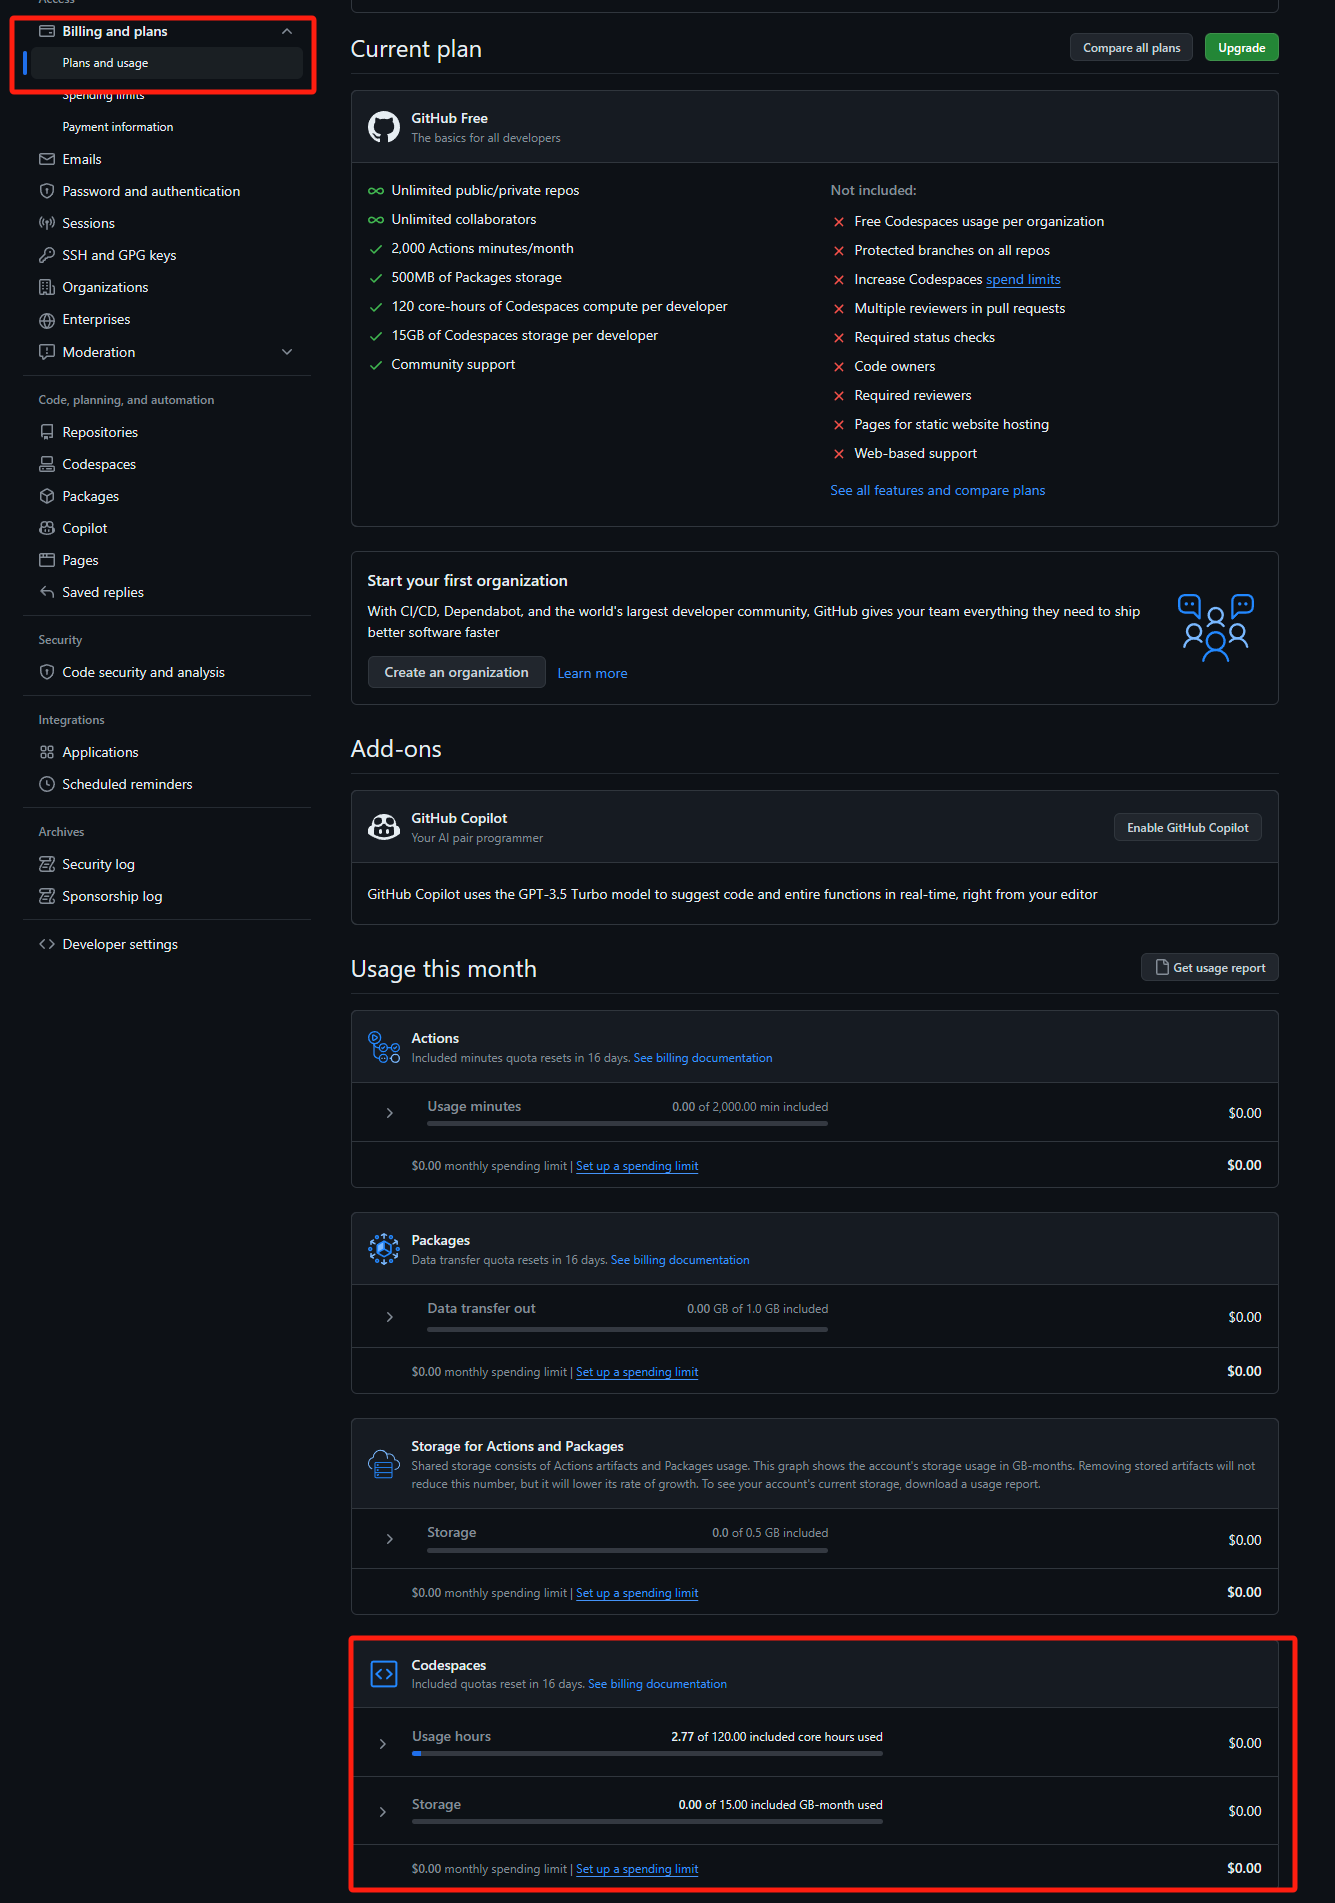 Access
Billing and plans
Plans and usage
Spending limits
Payment information
Emails
Password and authentication
Sessions
SSH and GPG keys
Organizations
Enterprises
Moderation
Code, planning, and automation
Repositories
Codespaces
Packages
Copilot
Pages
Saved replies
Security
Code security and analysis
Integrations
Applications
Scheduled reminders
Archives
Security log
Sponsorship log
Developer settings
Current plan
Compare all plans
Upgrade
GitHub Free
The basics for all developers
Unlimited public/private repos
Unlimited collaborators
2,000 Actions minutes/month
500MB of Packages storage
120 core-hours of Codespaces compute per developer
15GB of Codespaces storage per developer
Community support
Not included:
Free Codespaces usage per organization
Protected branches on all repos
Increase Codespaces spend limits
Multiple reviewers in pull requests
Required status checks
Code owners
Required reviewers
Pages for static website hosting
Web-based support
See all features and compare plans
Start your first organization
With CI/CD, Dependabot, and the world's largest developer community, GitHub gives your team everything they need to ship
better software faster
Create an organization
Learn more
Add-ons
GitHub Copilot
Your AI pair programmer
Enable GitHub Copilot
GitHub Copilot uses the GPT-3.5 Turbo model to suggest code and entire functions in real-time, right from your editor
Usage this month
Get usage report
Actions
Included minutes quota resets in 16 days. See billing documentation
Usage minutes
0.00 of 2,000.00 min included
$0.00
$0.00 monthly spending limit | Set up a spending limit
$0.00
Packages
Data transfer quota resets in 16 days. See billing documentation
Data transfer out
0.00 GB of 1.0 GB included
$0.00
$0.00 monthly spending limit | Set up a spending limit
$0.00
Storage for Actions and Packages
Shared storage consists of Actions artifacts and Packages usage. This graph shows the account's storage usage in GB-months. Removing stored artifacts will not
reduce this number, but it will lower its rate of growth. To see your account's current storage, download a usage report.
Storage
0.0 of 0.5 GB included
$0.00
$0.00 monthly spending limit | Set up a spending limit
$0.00
Codespaces
Included quotas reset in 16 days. See billing documentation
Usage hours
2.77 of 120.00 included core hours used
$0.00
Storage
0.00 of 15.00 included GB-month used
$0.00
$0.00 monthly spending limit | Set up a spending limit
$0.00